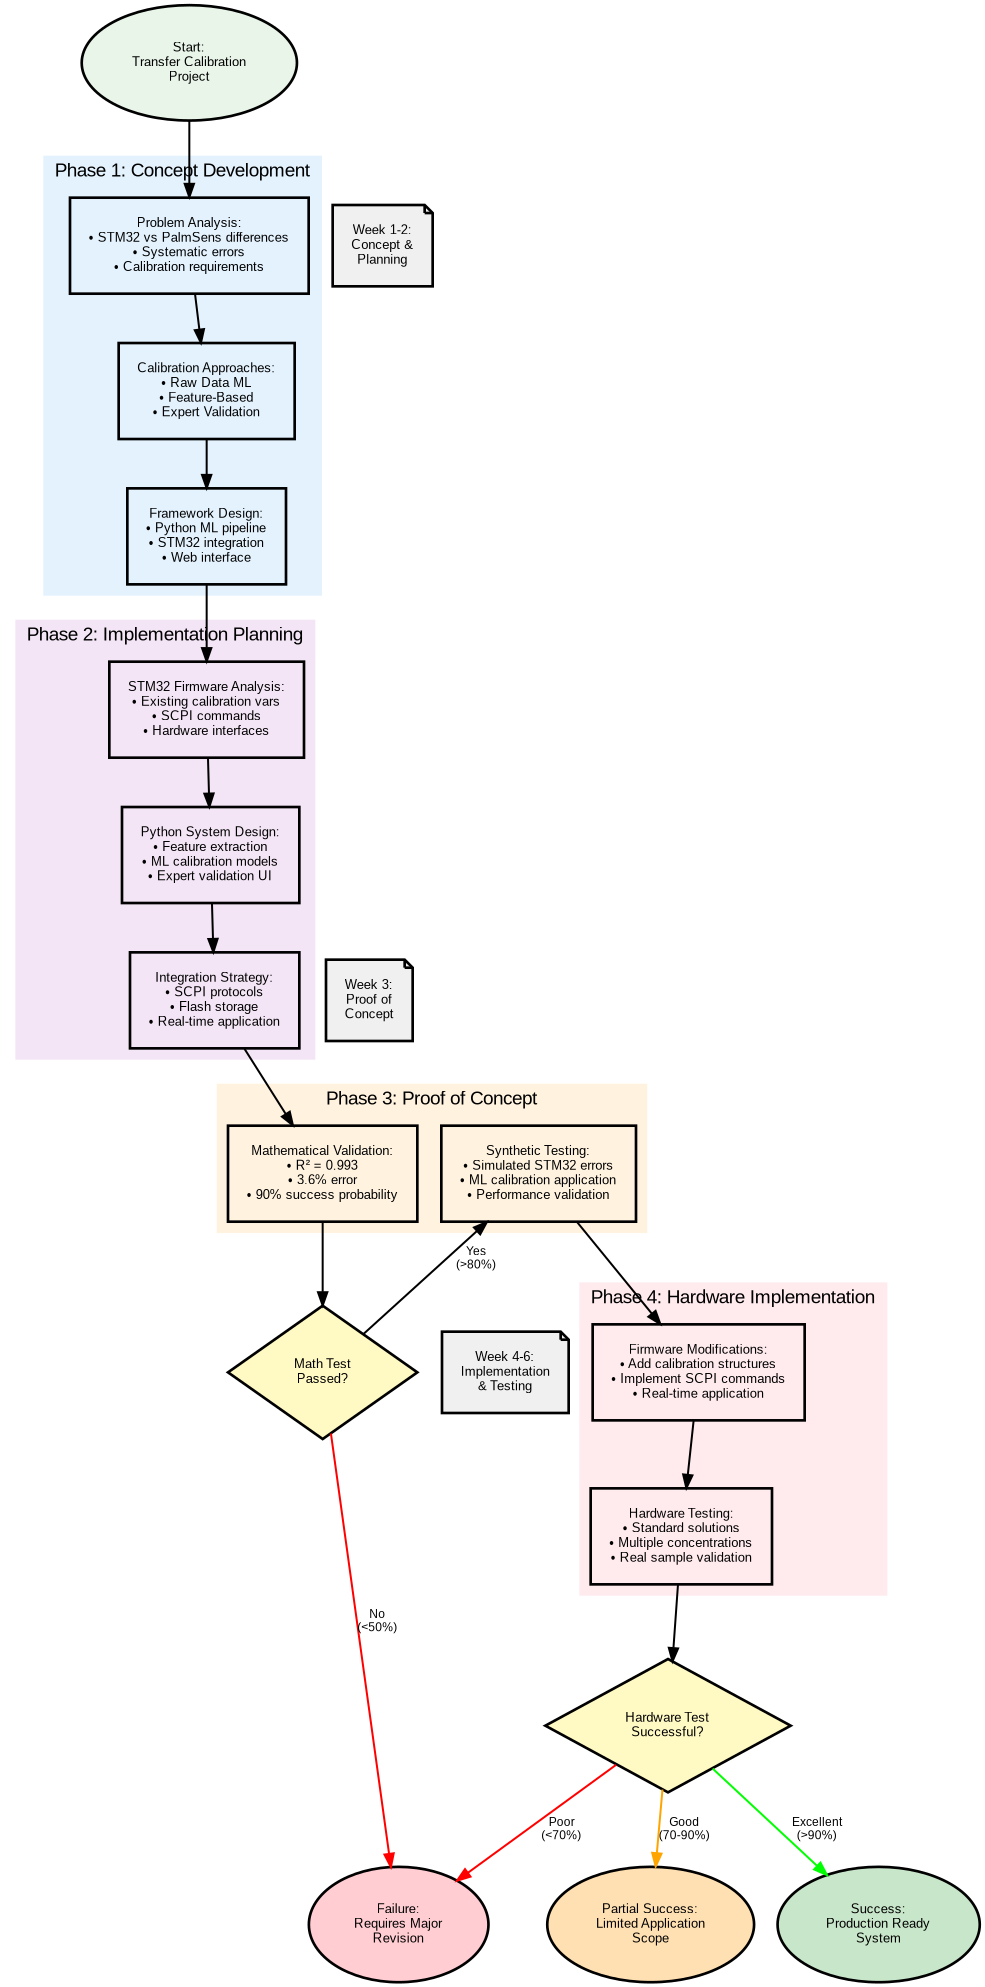 Start:
Transfer Calibration
Project
Phase 1: Concept Development
Problem Analysis:
• STM32 vs PalmSens differences
• Systematic errors
• Calibration requirements
Week 1-2:
Concept &
Planning
Calibration Approaches:
• Raw Data ML
• Feature-Based
• Expert Validation
Framework Design:
• Python ML pipeline
• STM32 integration
• Web interface
Phase 2: Implementation Planning
STM32 Firmware Analysis:
• Existing calibration vars
• SCPI commands
• Hardware interfaces
Python System Design:
• Feature extraction
• ML calibration models
• Expert validation UI
Integration Strategy:
• SCPI protocols
• Flash storage
• Real-time application
Week 3:
Proof of
Concept
Phase 3: Proof of Concept
Mathematical Validation:
• R² = 0.993
• 3.6% error
• 90% success probability
Synthetic Testing:
• Simulated STM32 errors
• ML calibration application
• Performance validation
Yes
(>80%)
Math Test
Passed?
Week 4-6:
Implementation
& Testing
Phase 4: Hardware Implementation
Firmware Modifications:
• Add calibration structures
• Implement SCPI commands
• Real-time application
Hardware Testing:
• Standard solutions
• Multiple concentrations
• Real sample validation
No
(<50%)
Hardware Test
Successful?
Poor
(<70%)
Good
(70-90%)
Excellent
(>90%)
Failure:
Requires Major
Revision
Partial Success:
Limited Application
Scope
Success:
Production Ready
System